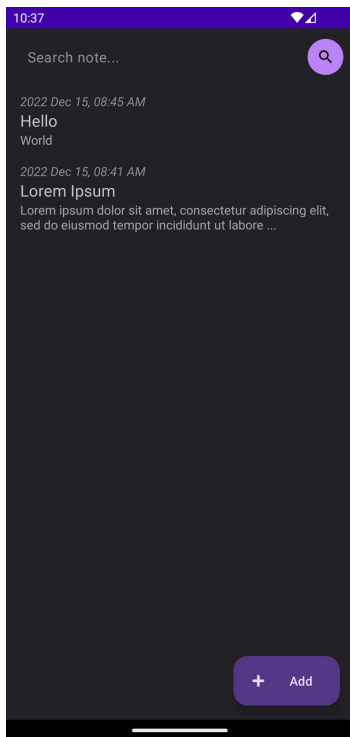 10:37
Search note...
2022 Dec 15, 08:45 AM
Hello
World
2022 Dec 15, 08:41 AM
Lorem Ipsum
Lorem ipsum dolor sit amet, consectetur adipiscing elit,
sed do eiusmod tempor incididunt ut labore ...
Add